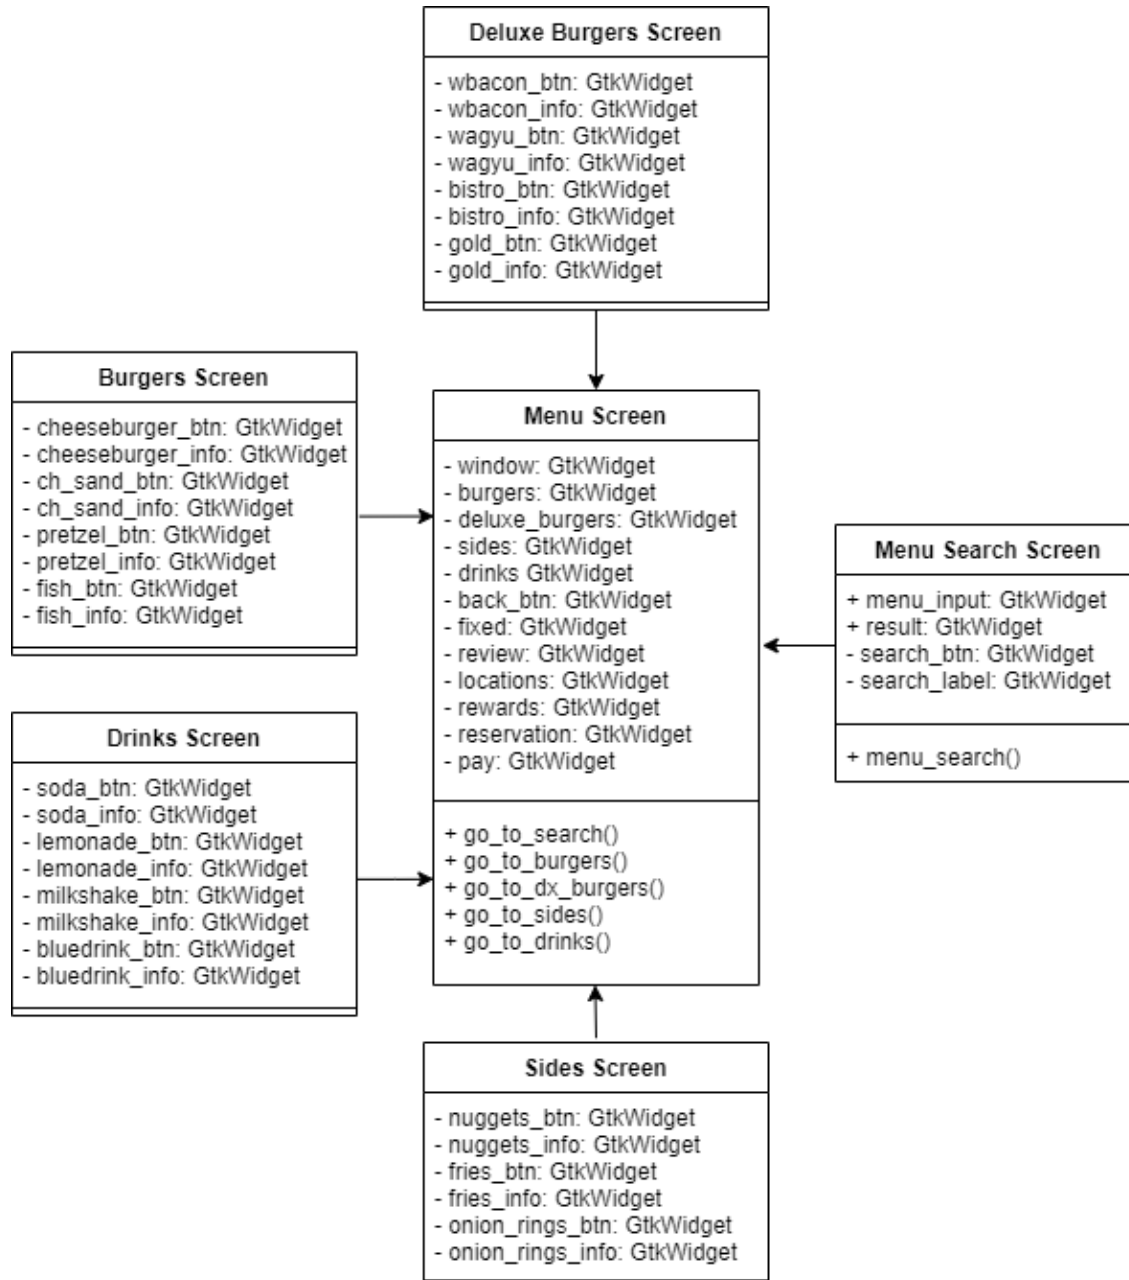 Deluxe Burgers Screen
- wbacon_btn: GtkWidget
- wbacon_info: GtkWidget
- wagyu_btn: GtkWidget
- wagyu_info: GtkWidget
- bistro_btn: GtkWidget
- bistro_info: GtkWidget
- gold_btn: GtkWidget
- gold_info: GtkWidget
Burgers Screen
- cheeseburger_btn: GtkWidget
- cheeseburger_info: GtkWidget
- ch_sand_btn: GtkWidget
- ch_sand_info: GtkWidget
- pretzel_btn: GtkWidget
- pretzel_info: GtkWidget
- fish_btn: GtkWidget
- fish_info: GtkWidget
Menu Screen
- window: GtkWidget
- burgers: GtkWidget
- deluxe_burgers: GtkWidget
- sides: GtkWidget
- drinks GtkWidget
- back_btn: GtkWidget
- fixed: GtkWidget
- review: GtkWidget
- locations: GtkWidget
- rewards: GtkWidget
- reservation: GtkWidget
- pay: GtkWidget
+ go_to_search()
+ go_to_burgers()
+ go_to_dx_burgers()
+ go_to_sides()
+ go_to_drinks()
Menu Search Screen
+ menu_input: GtkWidget
+ result: GtkWidget
- search_btn: GtkWidget
- search_label: GtkWidget
+ menu_search()
Drinks Screen
- soda_btn: GtkWidget
- soda_info: GtkWidget
- lemonade_btn: GtkWidget
- lemonade_info: GtkWidget
- milkshake_btn: GtkWidget
- milkshake_info: GtkWidget
- bluedrink_btn: GtkWidget
- bluedrink_info: GtkWidget
Sides Screen
- nuggets_btn: GtkWidget
- nuggets_info: GtkWidget
- fries_btn: GtkWidget
- fries_info: GtkWidget
- onion_rings_btn: GtkWidget
- onion_rings_info: GtkWidget